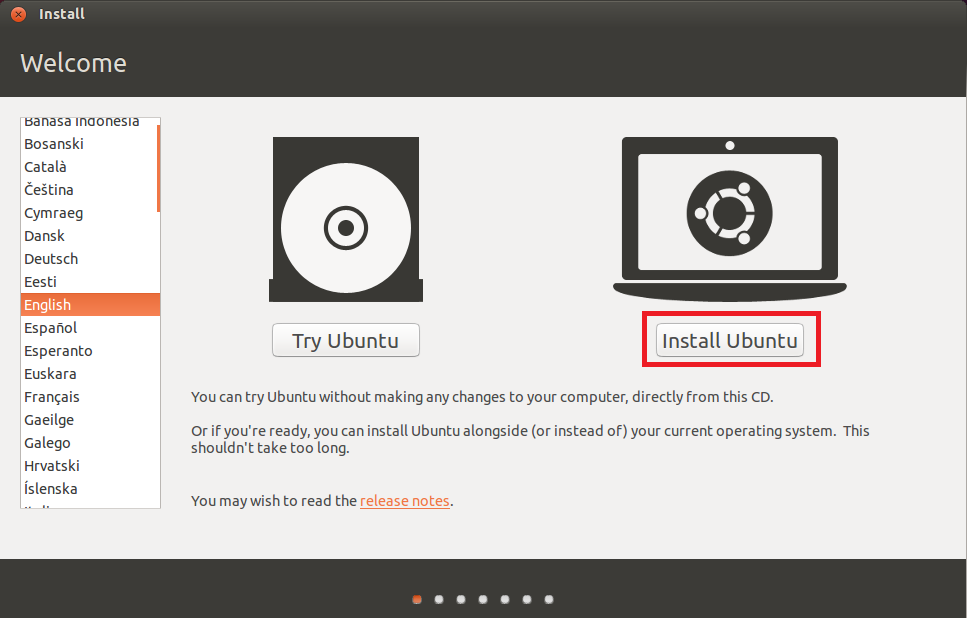 Install
Welcome
Bahasa Indonesia
Bosanski
Català
Čeština
Cymraeg
Dansk
Deutsch
Eesti
English
Español
Esperanto
Euskara
Français
Gaeilge
Galego
Hrvatski
Íslenska
Try Ubuntu
Install Ubuntu
You can try Ubuntu without making any changes to your computer, directly from this CD.
Or if you're ready, you can install Ubuntu alongside (or instead of) your current operating system.  This
shouldn't take too long.
You may wish to read the release notes.